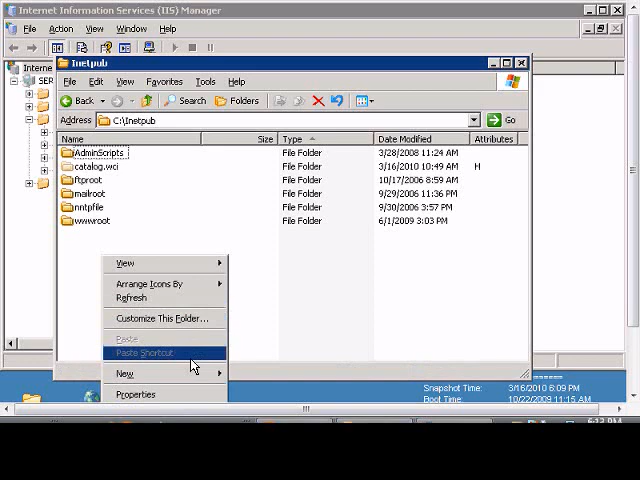 Internet Information Services (IIS) Manager
File Action View Window Help
Interne
SER
Inetpub
File Edit View Favorites Tools Help
Back Search Folders
Address C:\Inetpub Go
Name Size Type Date Modified Attributes
AdminScripts File Folder 3/28/2008 11:24 AM
catalog.wci File Folder 3/16/2010 10:49 AM H
ftproot File Folder 10/17/2006 8:59 AM
mailroot File Folder 9/29/2006 11:36 PM
nntpfile File Folder 9/30/2006 3:57 PM
wwwroot File Folder 6/1/2009 3:03 PM
View
Arrange Icons By
Refresh
Customize This Folder...
Paste
Paste Shortcut
New
Properties
Snapshot Time: 3/16/2010 6:09 PM
Boot Time: 10/22/2009 11:15 AM